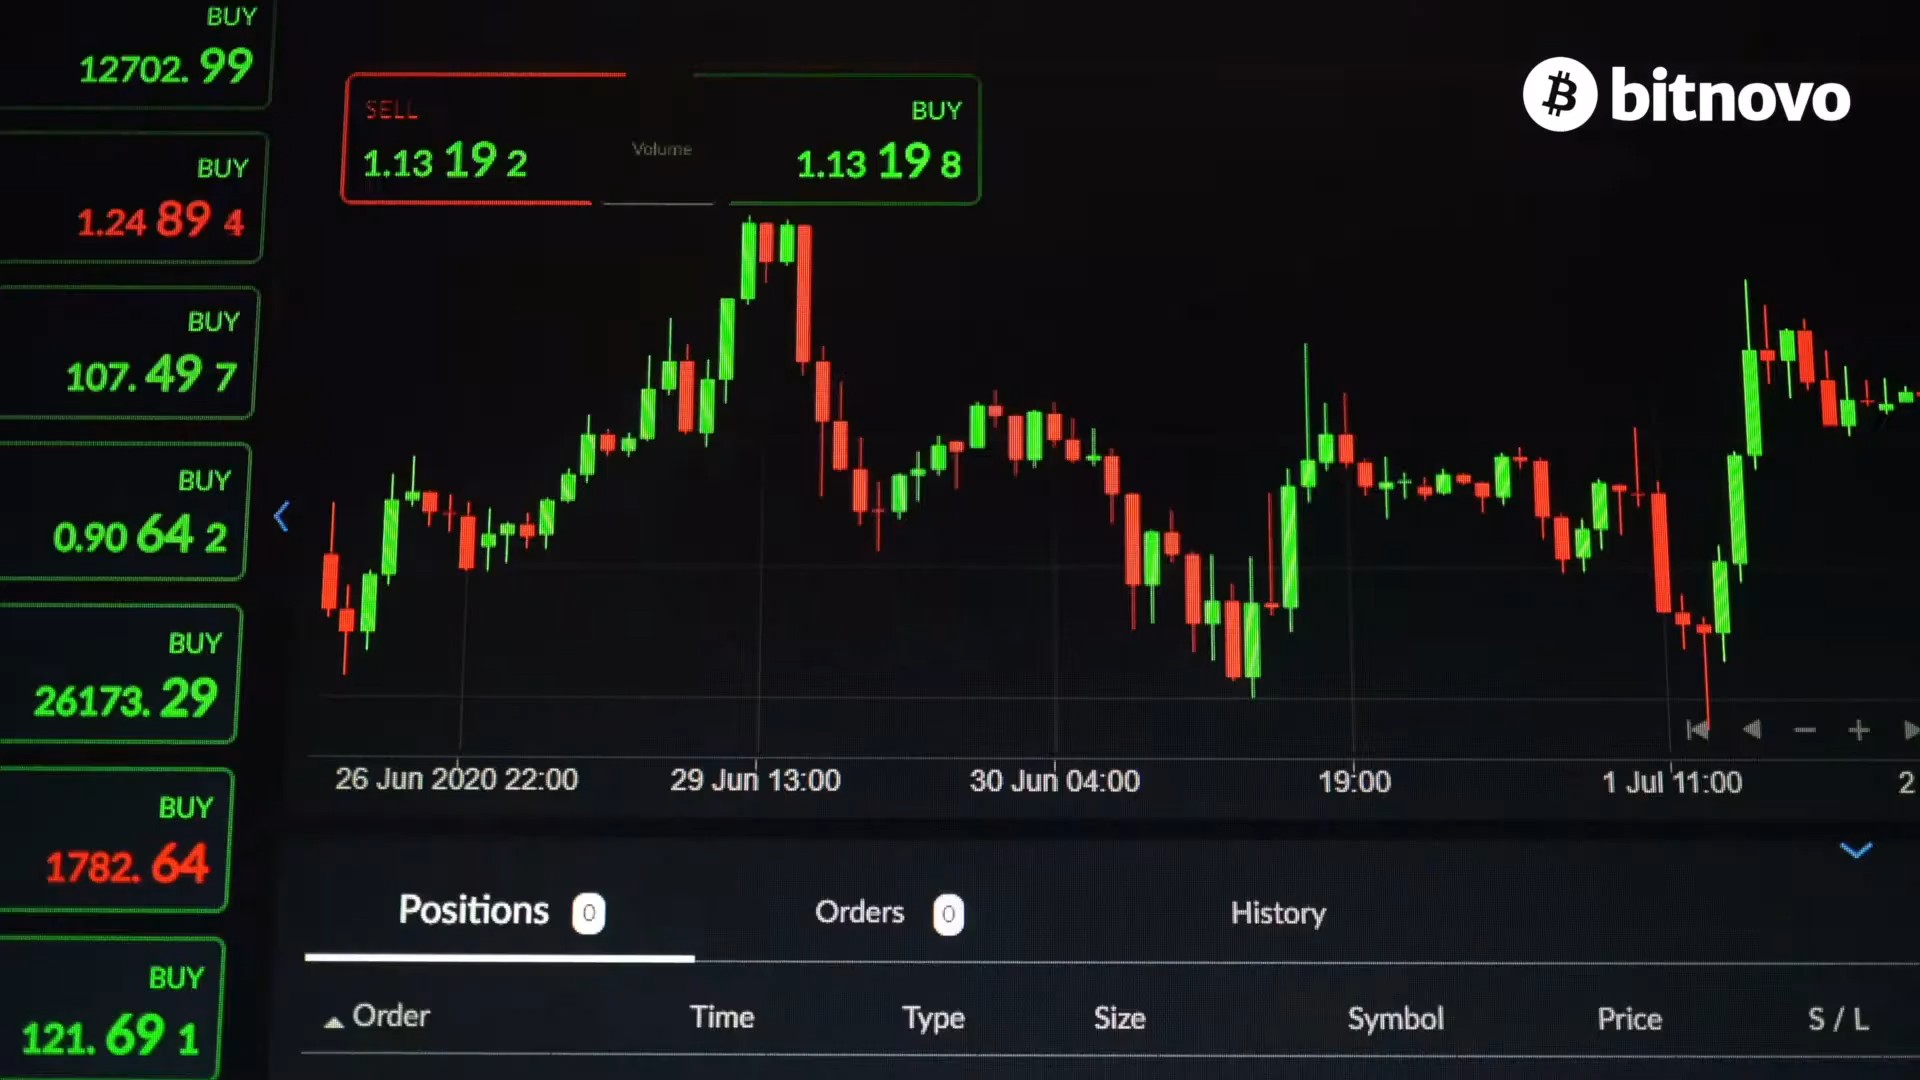 BUY
12702. 99
BUY
1.24 89 4
BUY
107. 49 7
BUY
0.90 64 2
BUY
26173. 29
BUY
1782. 64
BUY
121. 69 1
SELL
1.13 19 2
Volume
BUY
1.13 19 8
bitnovo
26 Jun 2020 22:00
29 Jun 13:00
30 Jun 04:00
19:00
1 Jul 11:00
2
Positions 0
Orders 0
History
Order
Time
Type
Size
Symbol
Price
S / L